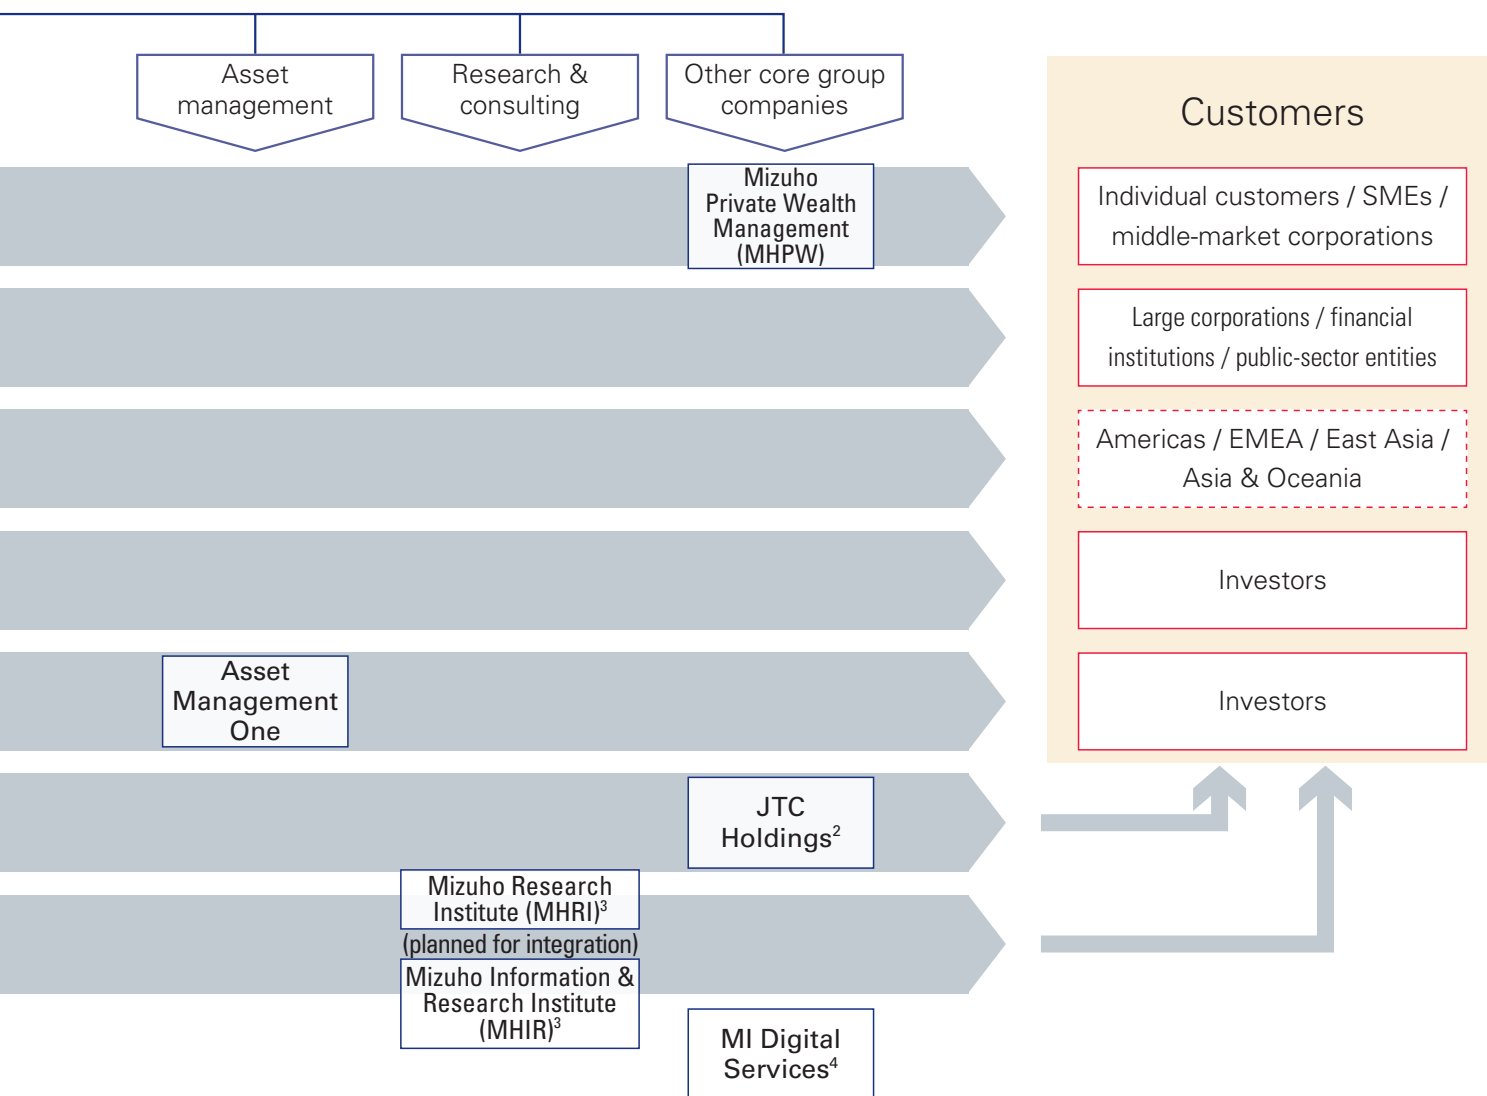 Asset
management
Research &
consulting
Other core group
companies
Customers
Mizuho
Private Wealth
Management
(MHPW)
Individual customers / SMEs /
middle-market corporations
Large corporations / financial
institutions / public-sector entities
Americas / EMEA / East Asia /
Asia & Oceania
Investors
Asset
Management
One
Investors
JTC
Holdings²
Mizuho Research
Institute (MHRI)³
(planned for integration)
Mizuho Information &
Research Institute
(MHIR)³
MI Digital
Services⁴